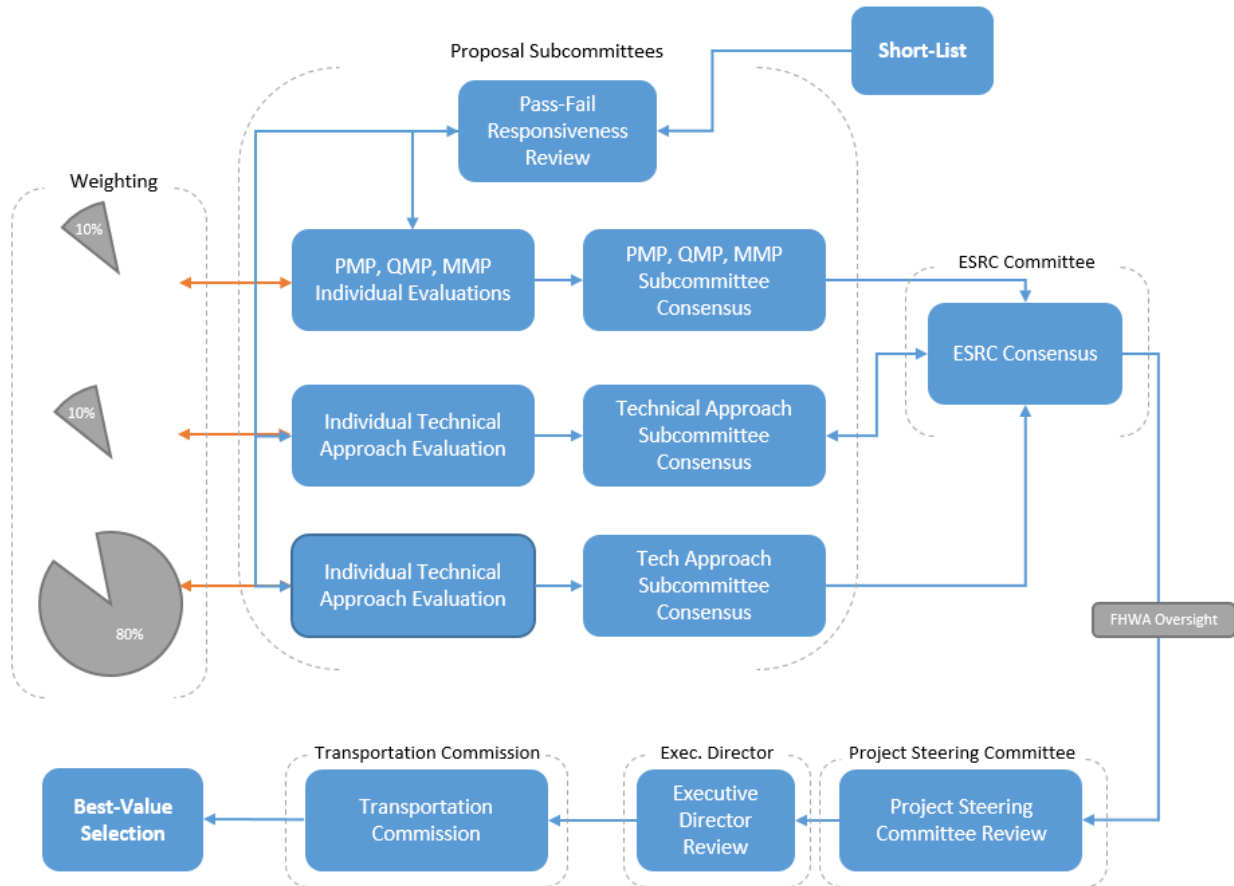 Short-List
Proposal Subcommittees
Pass-Fail
Responsiveness
Review
Weighting
10%
PMP, QMP, MMP
Individual Evaluations
PMP, QMP, MMP
Subcommittee
Consensus
ESRC Committee
ESRC Consensus
10%
Individual Technical
Approach Evaluation
Technical Approach
Subcommittee
Consensus
80%
Individual Technical
Approach Evaluation
Tech Approach
Subcommittee
Consensus
FHWA Oversight
Transportation Commission
Exec. Director
Project Steering Committee
Best-Value
Selection
Transportation
Commission
Executive
Director
Review
Project Steering
Committee Review